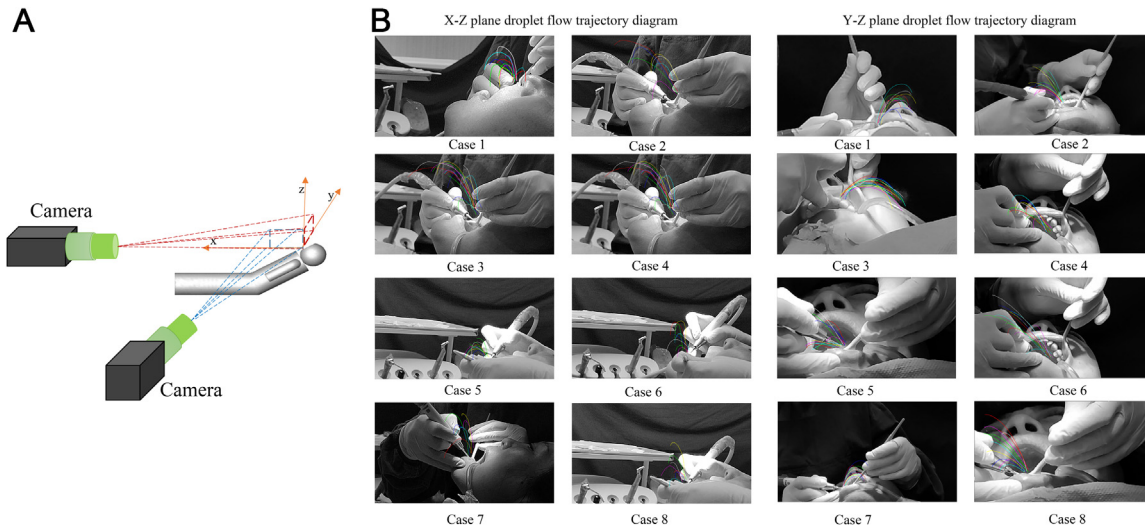 A
Camera
z
y
x
Camera
B
X-Z plane droplet flow trajectory diagram
Y-Z plane droplet flow trajectory diagram
Case 1
Case 2
Case 1
Case 2
Case 3
Case 4
Case 3
Case 4
Case 5
Case 6
Case 5
Case 6
Case 7
Case 8
Case 7
Case 8